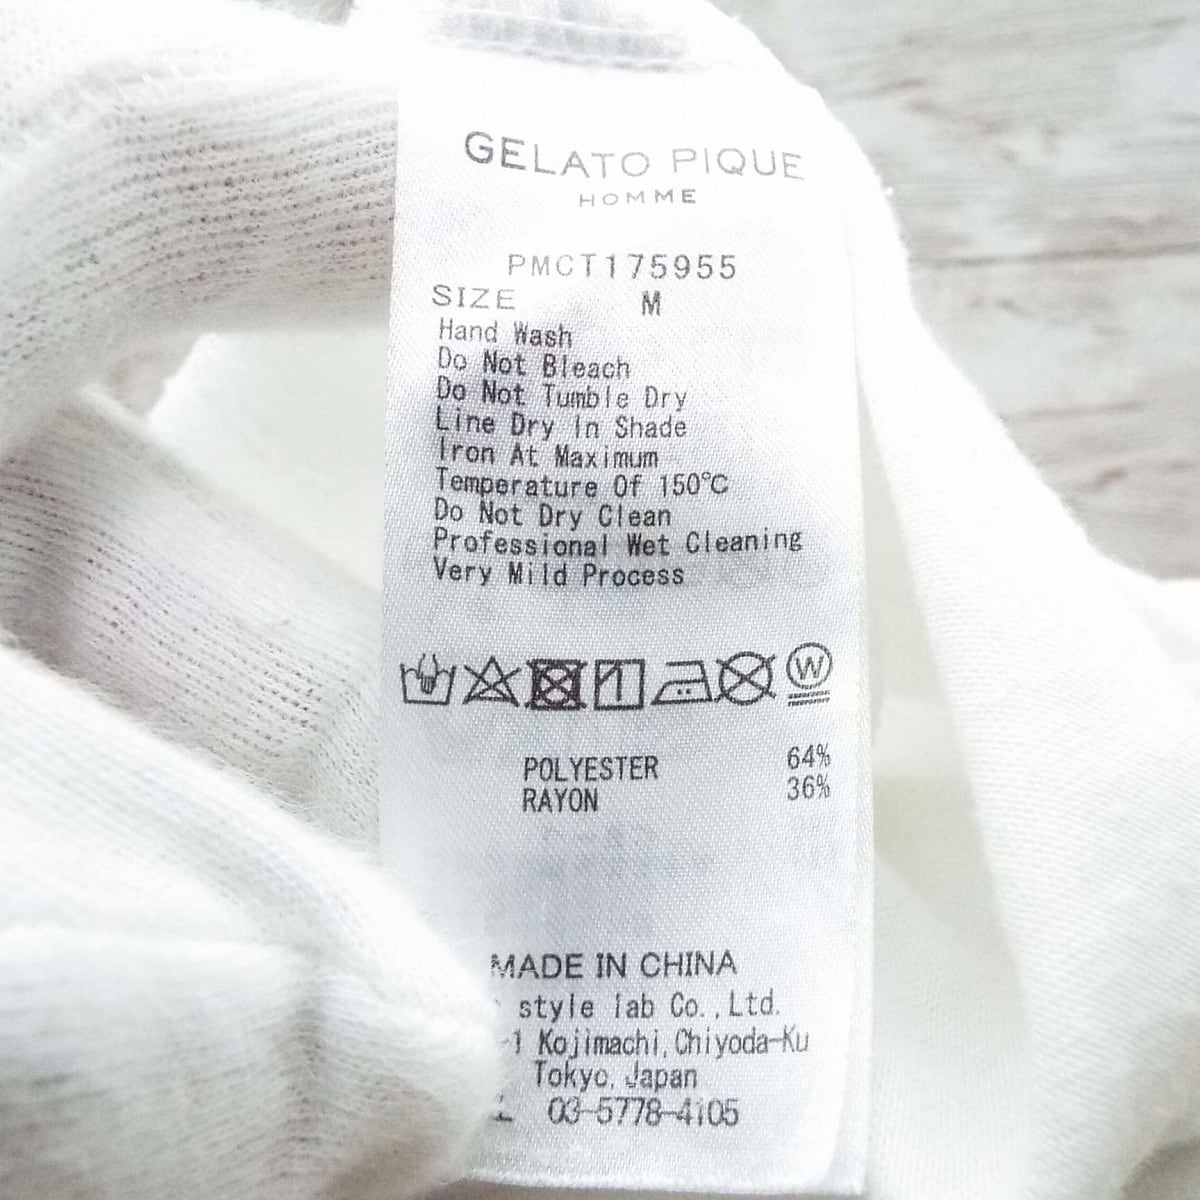 GELATO PIQUE
HOMME
PMCT175955
SIZE M
Hand Wash
Do Not Bleach
Do Not Tumble Dry
Line Dry In Shade
Iron At Maximum
Temperature Of 150℃
Do Not Dry Clean
Professional Wet Cleaning
Very Mild Process
W
POLYESTER 64%
RAYON 36%
MADE IN CHINA
style lab Co.,Ltd.
-1 Kojimachi,Chiyoda-Ku
Tokyo,Japan
03-5778-4105